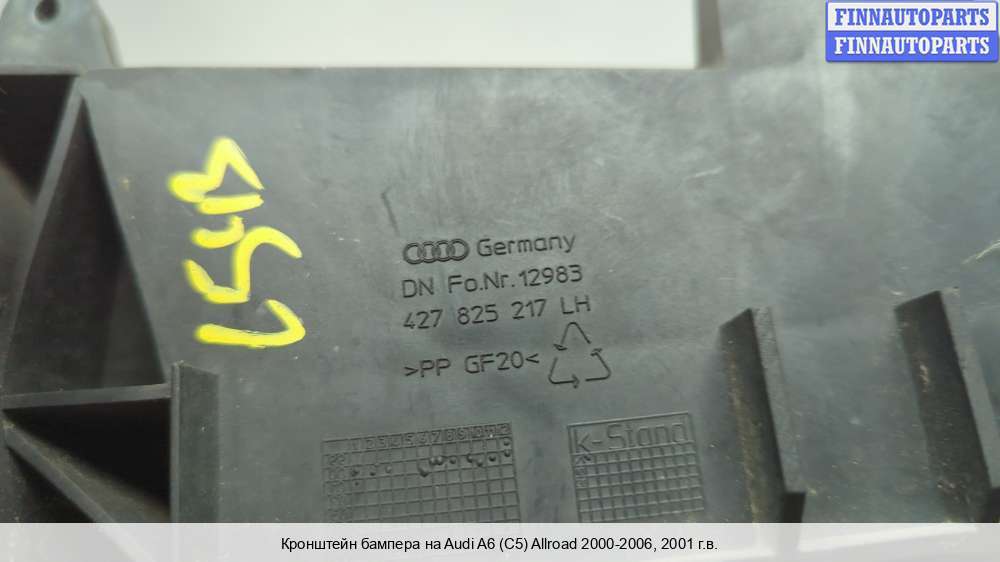 FINNAUTOPARTS
FINNAUTOPARTS
Germany
DN Fo.Nr. 12983
427 825 217 LH
>PP GF20<
k-Stand
Кронштейн бампера на Audi A6 (C5) Allroad 2000-2006, 2001 г.в.